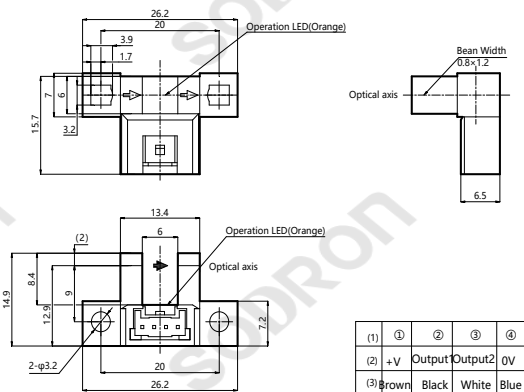 26.2
20
Operation LED(Orange)
3.9
1.7
Bean Width
0.8×1.2
Optical axis
7
6
3.2
15.7
6.5
13.4
6
Operation LED(Orange)
(2)
Optical axis
14.9
8.4
12.9
9
7.2
2-φ3.2
20
26.2
(1) ① ② ③ ④
(2) +V Output1 Output2 0V
(3) Brown Black White Blue
SODRON
SODRON